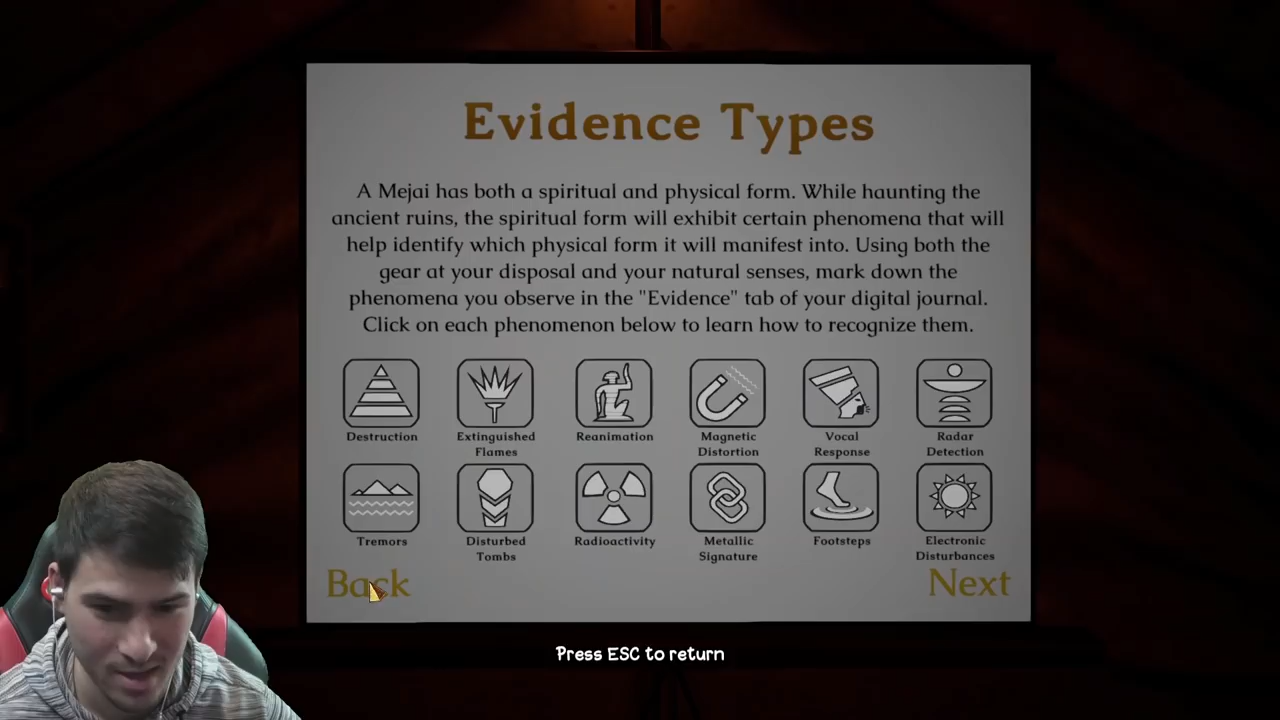 Evidence Types
A Mejai has both a spiritual and physical form. While haunting the
ancient ruins, the spiritual form will exhibit certain phenomena that will
help identify which physical form it will manifest into. Using both the
gear at your disposal and your natural senses, mark down the
phenomena you observe in the "Evidence" tab of your digital journal.
Click on each phenomenon below to learn how to recognize them.
Destruction
Extinguished
Flames
Reanimation
Magnetic
Distortion
Vocal
Response
Radar
Detection
Tremors
Disturbed
Tombs
Radioactivity
Metallic
Signature
Footsteps
Electronic
Disturbances
Back
Next
Press ESC to return